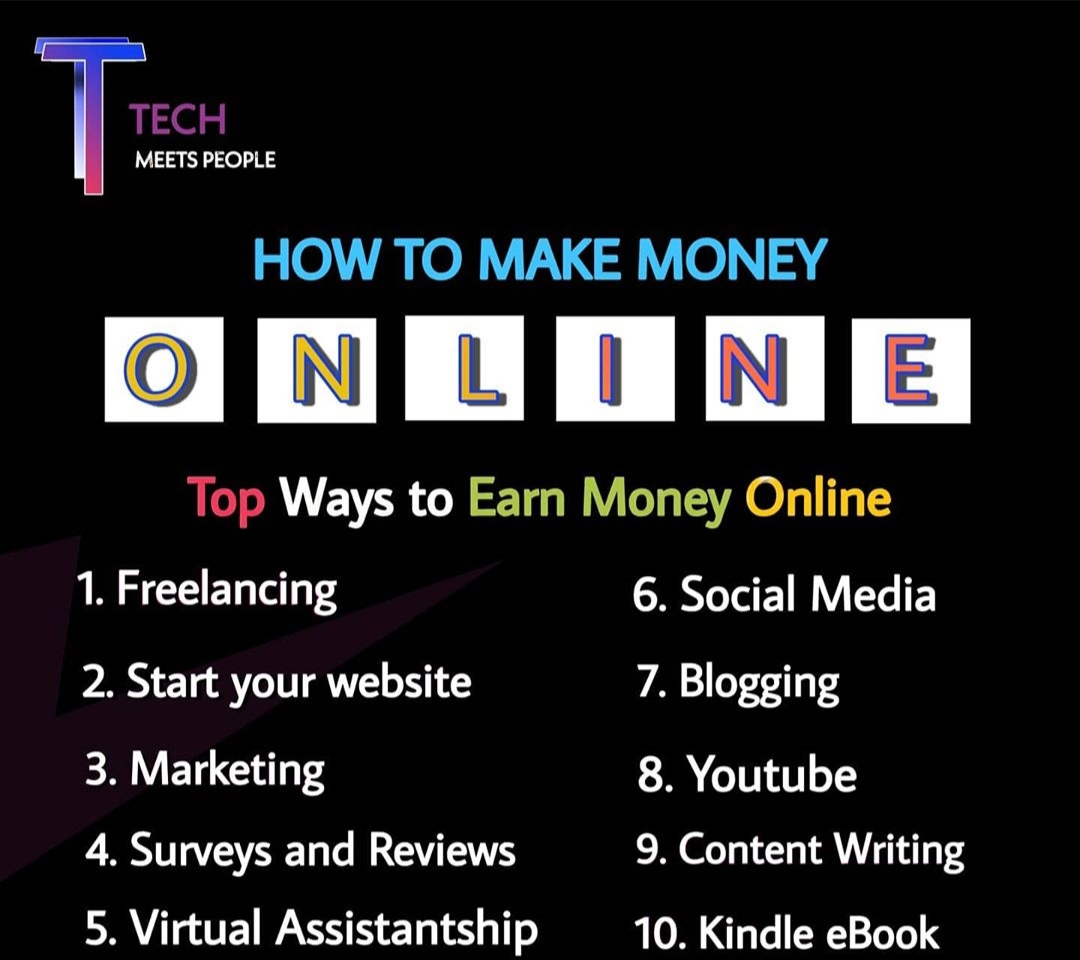 T
TECH
MEETS PEOPLE
HOW TO MAKE MONEY
ONLINE
Top Ways to Earn Money Online
1. Freelancing
2. Start your website
3. Marketing
4. Surveys and Reviews
5. Virtual Assistantship
6. Social Media
7. Blogging
8. Youtube
9. Content Writing
10. Kindle eBook